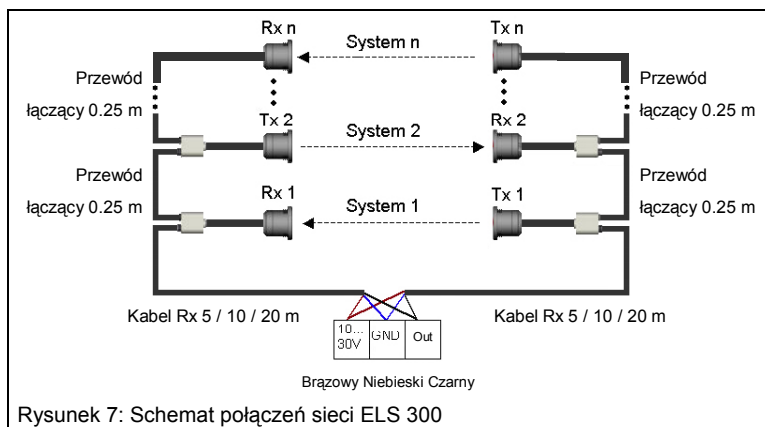 Rx n
System n
Tx n
Przewód
łączący 0.25 m
Przewód
łączący 0.25 m
Tx 2
System 2
Rx 2
Przewód
łączący 0.25 m
Przewód
łączący 0.25 m
Rx 1
System 1
Tx 1
Kabel Rx 5 / 10 / 20 m
Kabel Rx 5 / 10 / 20 m
10...
30V
GND
Out
Brązowy Niebieski Czarny
Rysunek 7: Schemat połączeń sieci ELS 300